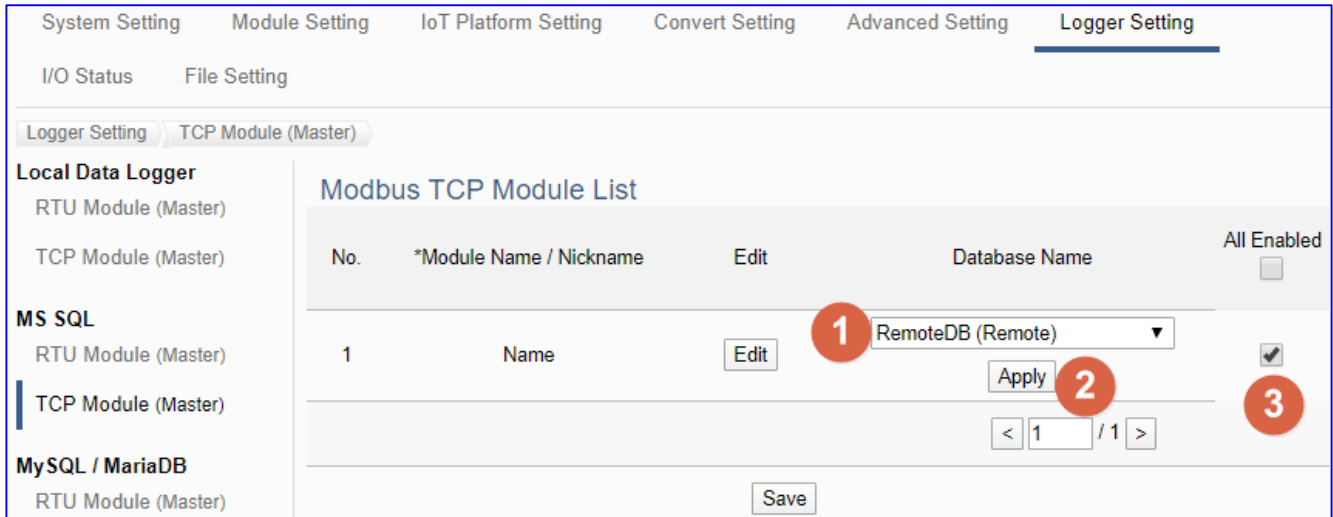 System Setting Module Setting IoT Platform Setting Convert Setting Advanced Setting Logger Setting
I/O Status File Setting
Logger Setting TCP Module (Master)
Local Data Logger
RTU Module (Master)
TCP Module (Master)
MS SQL
RTU Module (Master)
TCP Module (Master)
MySQL / MariaDB
RTU Module (Master)
Modbus TCP Module List
No. *Module Name / Nickname Edit Database Name All Enabled
1 Name Edit 1 RemoteDB (Remote) ▼
Apply 2 3
< 1 / 1 >
Save